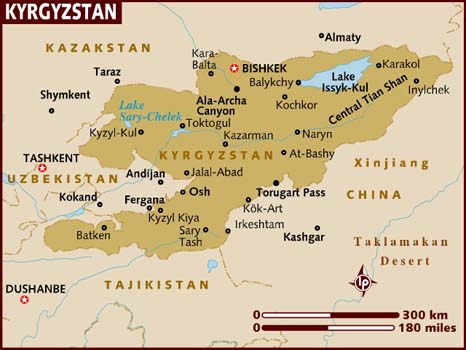 KYRGYZSTAN
KAZAKSTAN
Almaty
Kara-
Balta
BISHKEK
Karakol
Taraz
Balykchy
Lake
Issyk-Kul
Inylchek
Shymkent
Ala-Archa
Canyon
Kochkor
Central Tian Shan
Lake
Sary-Chelek
Toktogul
Kyzyl-Kul
Kazarman
Naryn
TASHKENT
KYRGYZSTAN
At-Bashy
Xinjiang
UZBEKISTAN
Andijan
Jalal-Abad
Torugart Pass
CHINA
Kokand
Fergana
Osh
Kök-Art
Kyzyl Kiya
Batken
Sary
Tash
Irkeshtam
Kashgar
Taklamakan
Desert
TAJIKISTAN
DUSHANBE
LP
0 300 km
0 180 miles